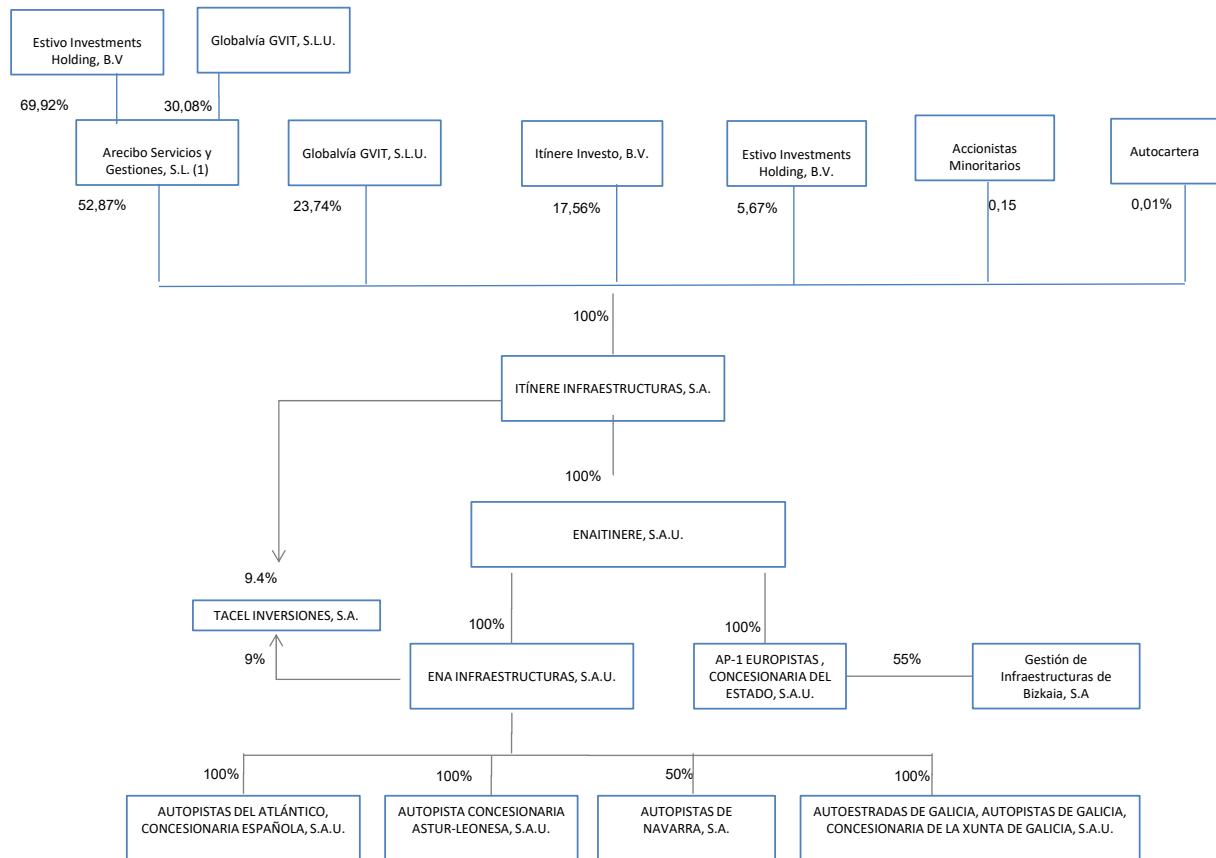 Estivo Investments
Holding, B.V
Globalvía GVIT, S.L.U.
69,92%
30,08%
Arecibo Servicios y
Gestiones, S.L. (1)
Globalvía GVIT, S.L.U.
Itínere Investo, B.V.
Estivo Investments
Holding, B.V.
Accionistas
Minoritarios
Autocartera
52,87%
23,74%
17,56%
5,67%
0,15
0,01%
100%
ITÍNERE INFRAESTRUCTURAS, S.A.
100%
ENAITINERE, S.A.U.
9.4%
TACEL INVERSIONES, S.A.
100%
100%
9%
ENA INFRAESTRUCTURAS, S.A.U.
AP-1 EUROPISTAS ,
CONCESIONARIA DEL
ESTADO, S.A.U.
55%
Gestión de
Infraestructuras de
Bizkaia, S.A
100%
100%
50%
100%
AUTOPISTAS DEL ATLÁNTICO,
CONCESIONARIA ESPAÑOLA, S.A.U.
AUTOPISTA CONCESIONARIA
ASTUR-LEONESA, S.A.U.
AUTOPISTAS DE
NAVARRA, S.A.
AUTOESTRADAS DE GALICIA, AUTOPISTAS DE GALICIA,
CONCESIONARIA DE LA XUNTA DE GALICIA, S.A.U.